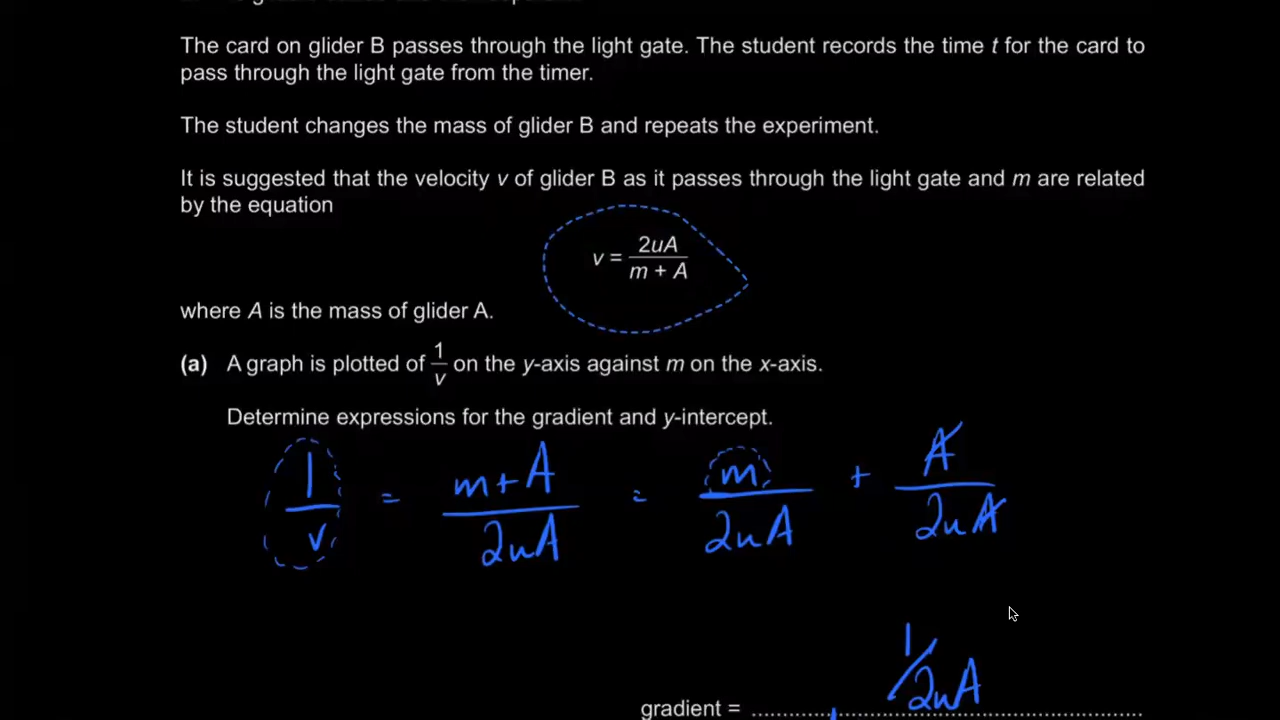 The card on glider B passes through the light gate. The student records the time t for the card to
pass through the light gate from the timer.
The student changes the mass of glider B and repeats the experiment.
It is suggested that the velocity v of glider B as it passes through the light gate and m are related
by the equation
v = 2uA / m + A
where A is the mass of glider A.
(a) A graph is plotted of 1/v on the y-axis against m on the x-axis.
Determine expressions for the gradient and y-intercept.
1/v = m+A / 2uA = m / 2uA + A / 2uA
1/2uA
gradient = ........................................................